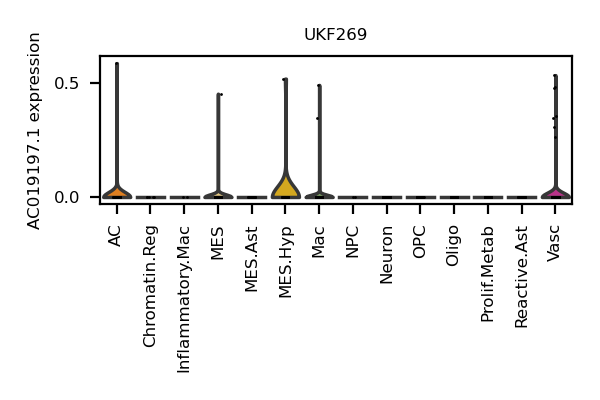 UKF269
AC019197.1 expression
0.5
0.0
AC
Chromatin.Reg
Inflammatory.Mac
MES
MES.Ast
MES.Hyp
Mac
NPC
Neuron
OPC
Oligo
Prolif.Metab
Reactive.Ast
Vasc